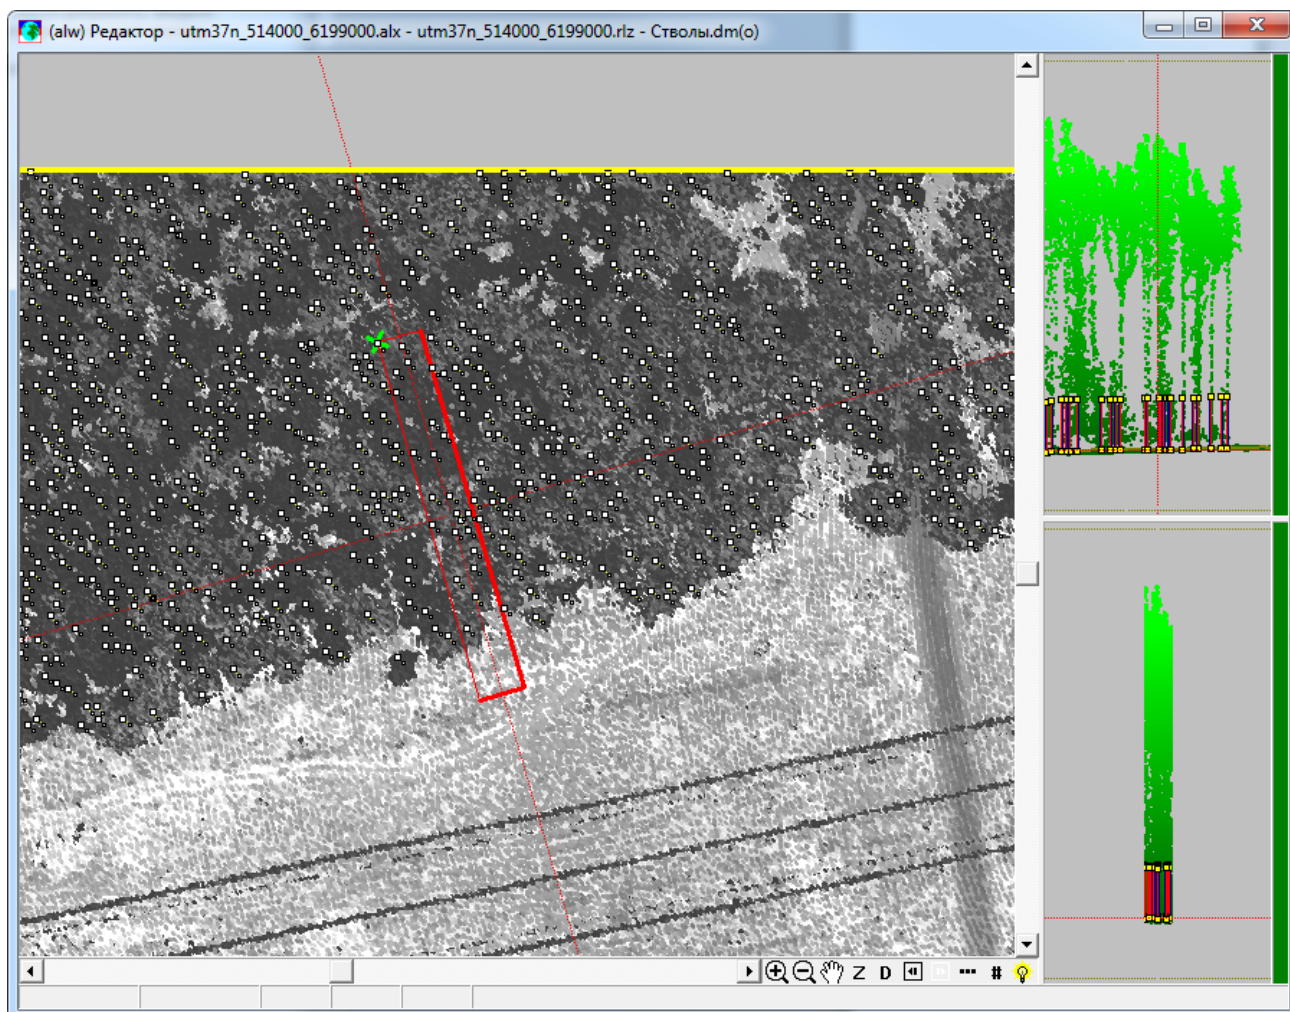 (alw) Редактор - utm37n_514000_6199000.alx - utm37n_514000_6199000.rlz - Стволы.dm(o)
Z D #